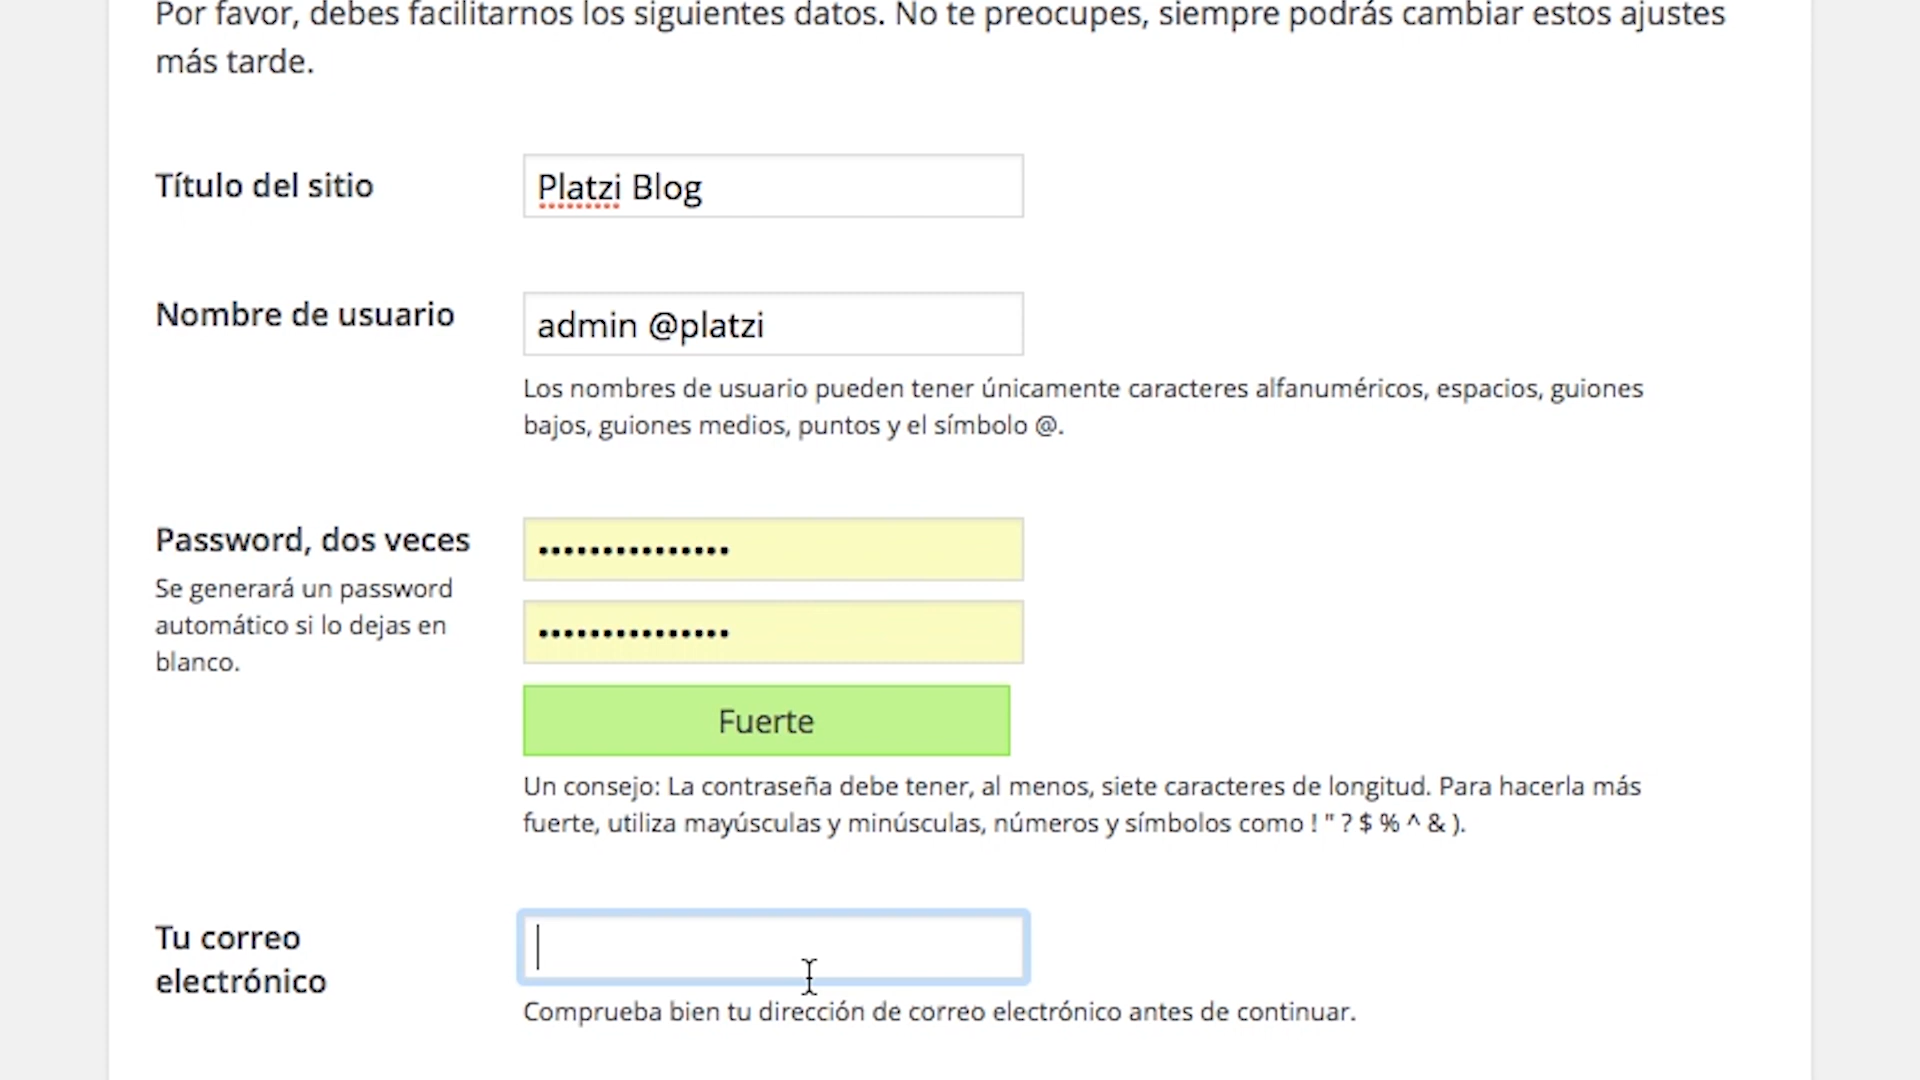 Por favor, debes facilitarnos los siguientes datos. No te preocupes, siempre podrás cambiar estos ajustes
más tarde.
Título del sitio
Platzi Blog
Nombre de usuario
admin @platzi
Los nombres de usuario pueden tener únicamente caracteres alfanuméricos, espacios, guiones
bajos, guiones medios, puntos y el símbolo @.
Password, dos veces
Se generará un password
automático si lo dejas en
blanco.
•••••••••••••••
•••••••••••••••
Fuerte
Un consejo: La contraseña debe tener, al menos, siete caracteres de longitud. Para hacerla más
fuerte, utiliza mayúsculas y minúsculas, números y símbolos como ! " ? $ % ^ & ).
Tu correo
electrónico
Comprueba bien tu dirección de correo electrónico antes de continuar.